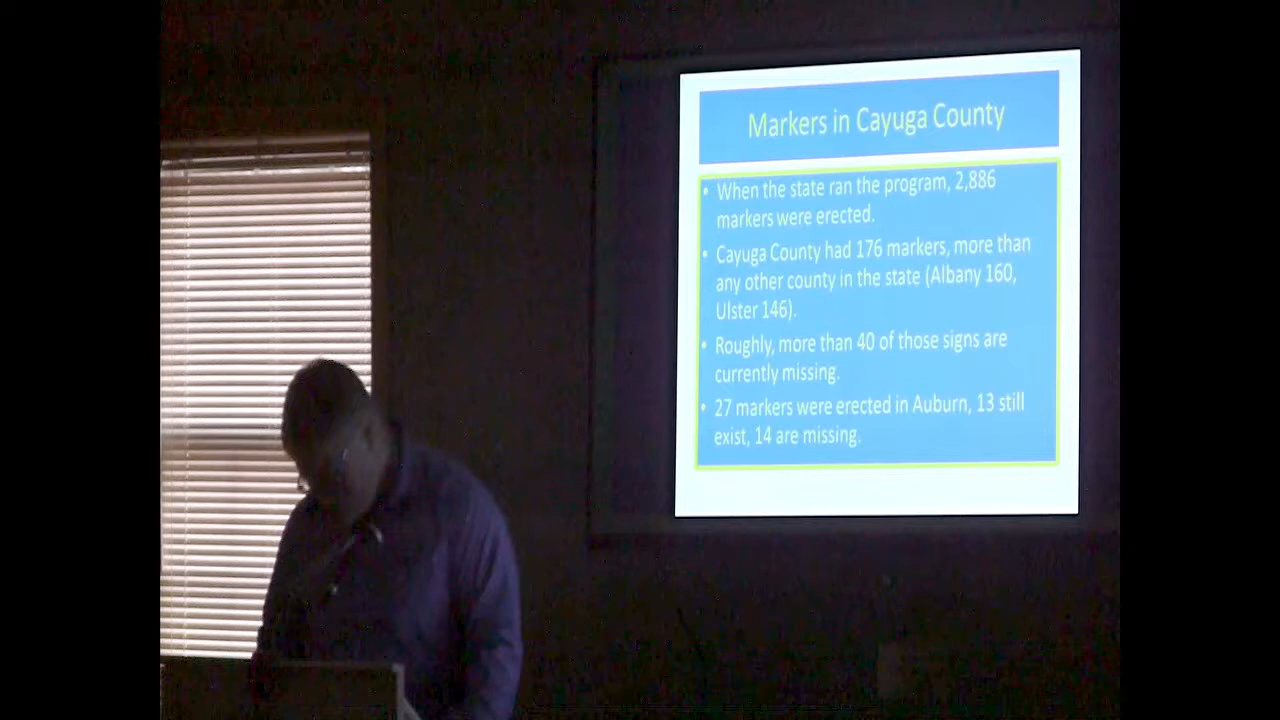 Markers in Cayuga County
• When the state ran the program, 2,886
markers were erected.
• Cayuga County had 176 markers, more than
any other county in the state (Albany 160,
Ulster 146).
• Roughly, more than 40 of those signs are
currently missing.
• 27 markers were erected in Auburn, 13 still
exist, 14 are missing.